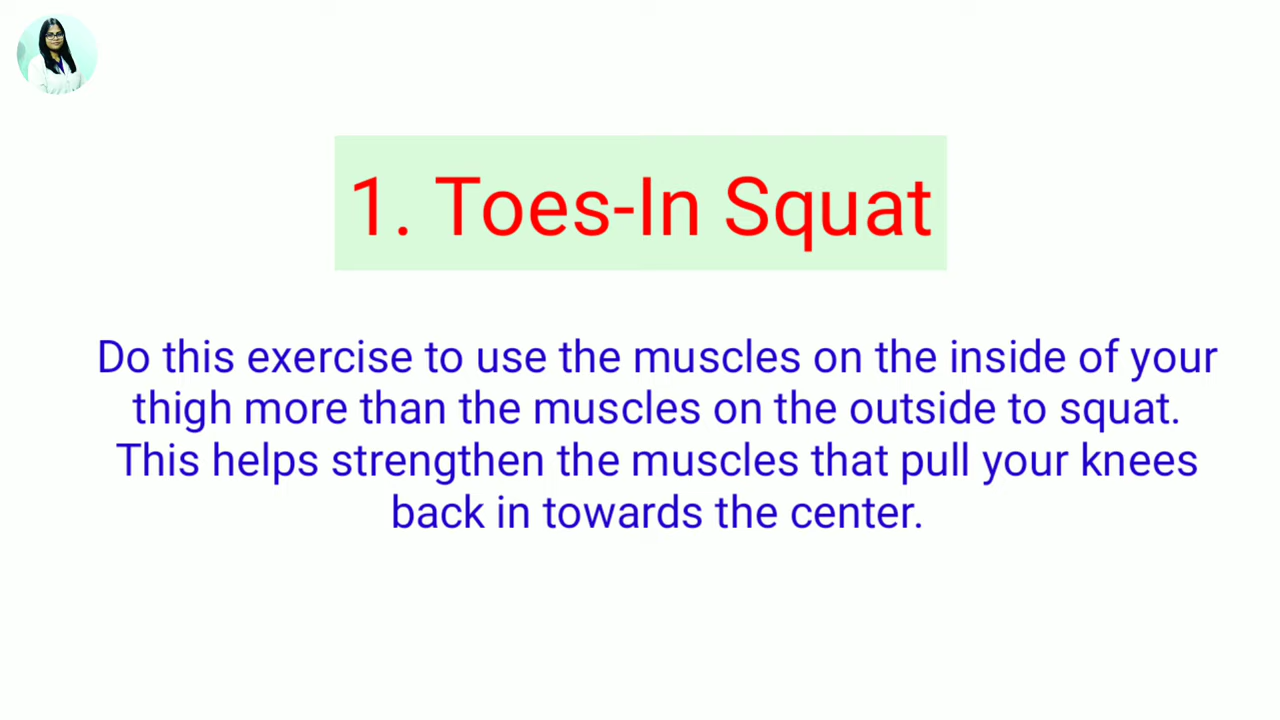 1. Toes-In Squat
Do this exercise to use the muscles on the inside of your
thigh more than the muscles on the outside to squat.
This helps strengthen the muscles that pull your knees
back in towards the center.